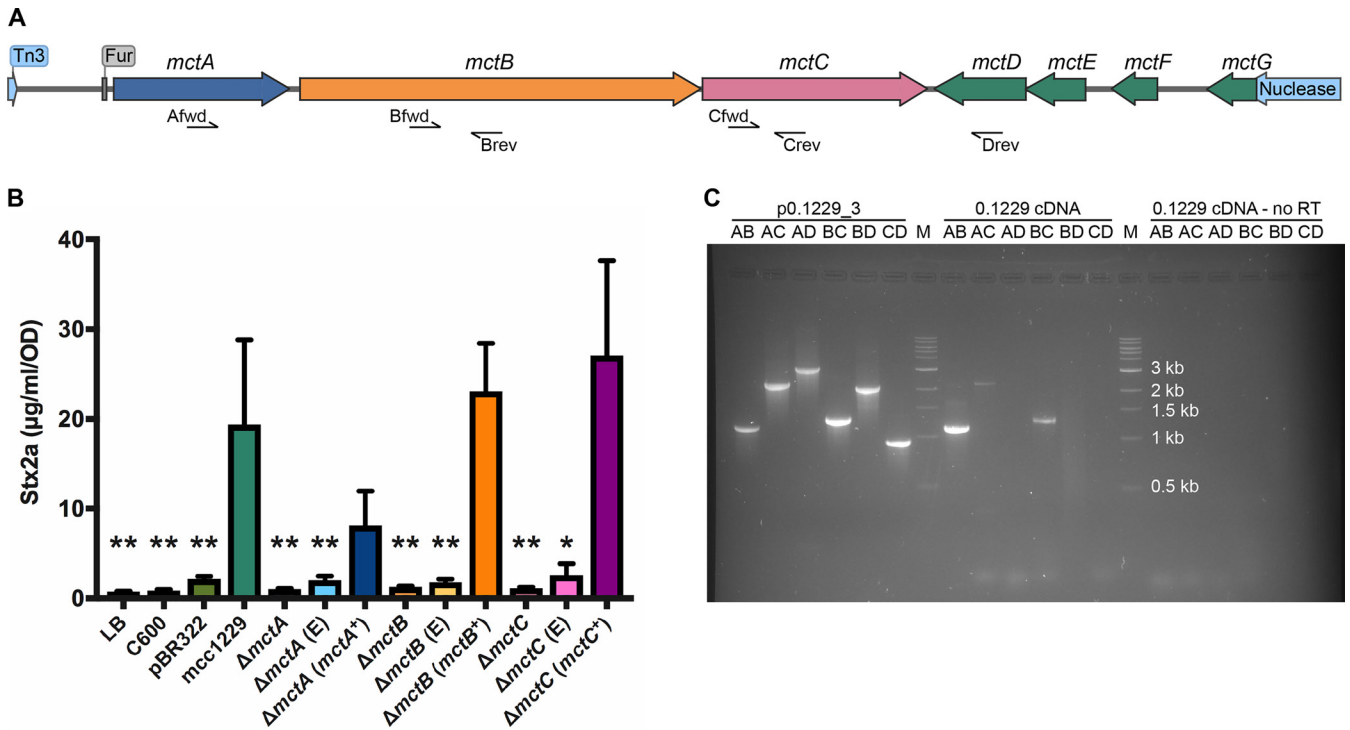 A
Tn3 Fur mctA mctB mctC mctD mctE mctF mctG
Nuclease
Afwd Bfwd Cfwd
Brev Crev Drev
B
Stx2a (µg/ml/OD)
40
30
20
10
0
** ** ** ** ** ** ** ** *
LB
C600
pBR322
mcc1229
ΔmctA
ΔmctA (E)
ΔmctA (mctA⁺)
ΔmctB
ΔmctB (E)
ΔmctB (mctB⁺)
ΔmctC
ΔmctC (E)
ΔmctC (mctC⁺)
C
p0.1229_3 0.1229 cDNA 0.1229 cDNA - no RT
AB AC AD BC BD CD M AB AC AD BC BD CD M AB AC AD BC BD CD
3 kb
2 kb
1.5 kb
1 kb
0.5 kb